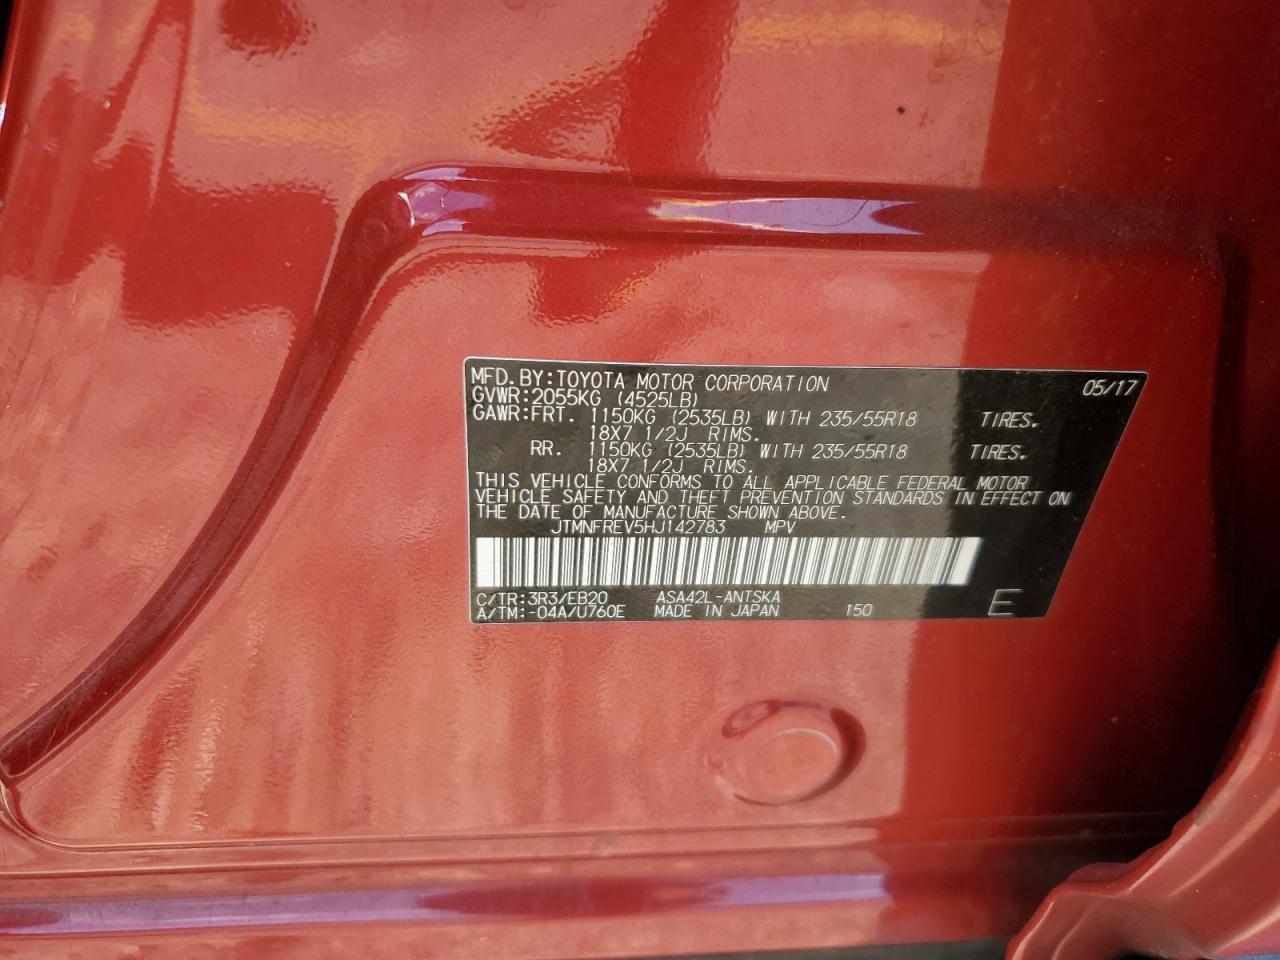 MFD.BY:TOYOTA MOTOR CORPORATION 05/17
GVWR:2055KG (4525LB)
GAWR:FRT. 1150KG (2535LB) WITH 235/55R18 TIRES.
18X7 1/2J RIMS.
RR. 1150KG (2535LB) WITH 235/55R18 TIRES.
18X7 1/2J RIMS.
THIS VEHICLE CONFORMS TO ALL APPLICABLE FEDERAL MOTOR
VEHICLE SAFETY AND THEFT PREVENTION STANDARDS IN EFFECT ON
THE DATE OF MANUFACTURE SHOWN ABOVE.
JTMNFREV5HJ142783 MPV
C/TR:3R3/EB20 ASA42L-ANTSKA
A/TM:-04A/U760E MADE IN JAPAN 150 E